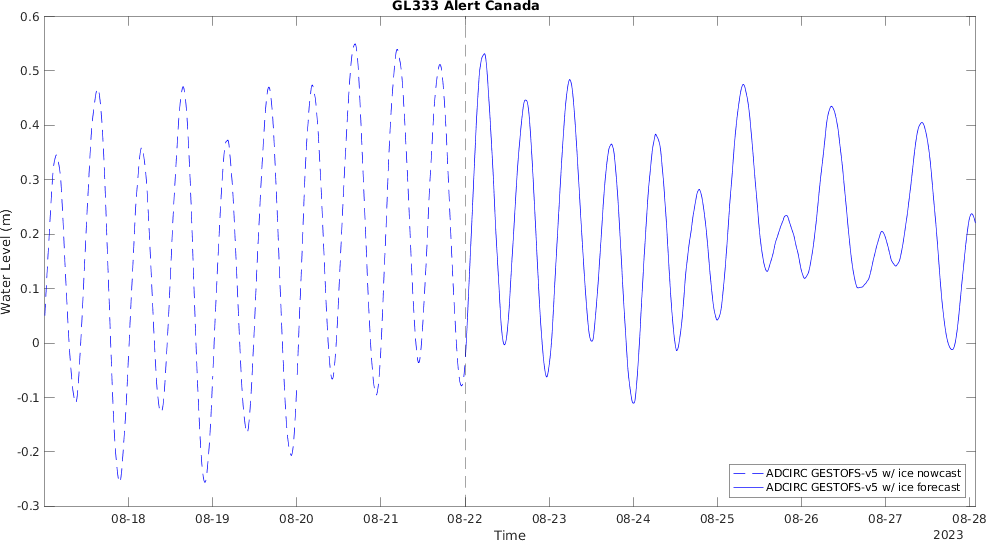 GL333 Alert Canada
0.6
0.5
0.4
0.3
0.2
0.1
0
-0.1
-0.2
-0.3
Water Level (m)
ADCIRC GESTOFS-v5 w/ ice nowcast
ADCIRC GESTOFS-v5 w/ ice forecast
08-18 08-19 08-20 08-21 08-22 08-23 08-24 08-25 08-26 08-27 08-28
Time
2023